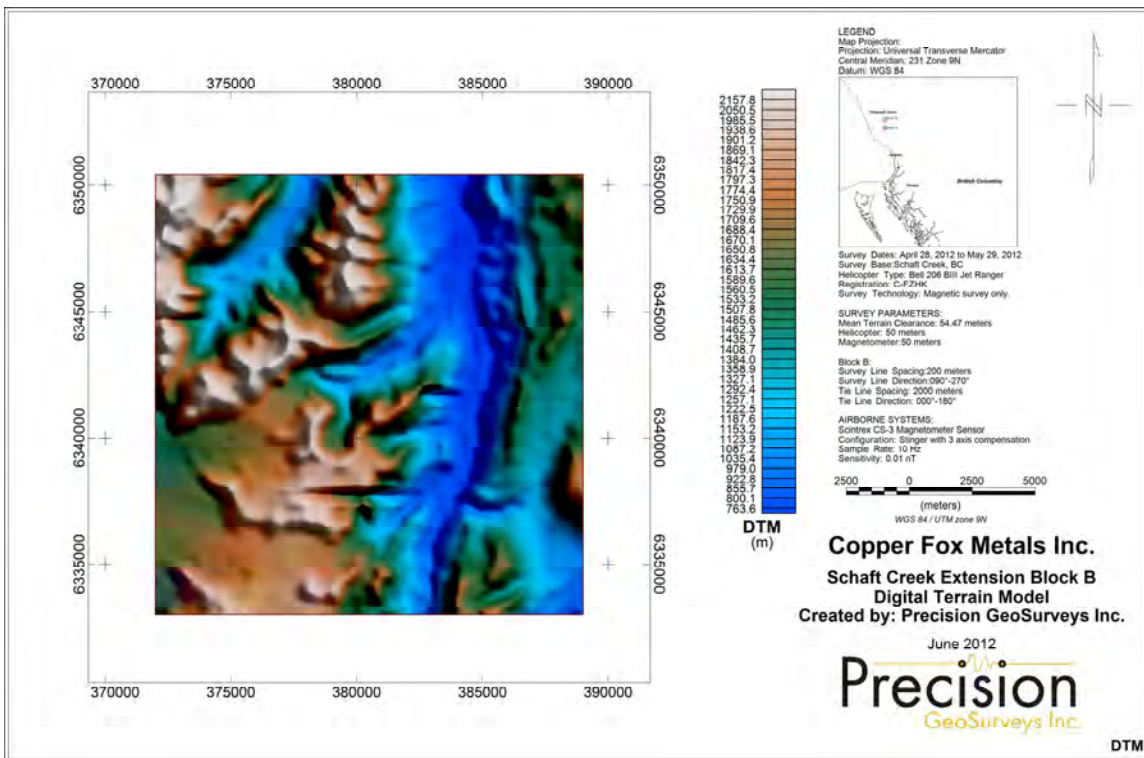 370000 375000 380000 385000 390000
6350000 6350000
6345000 6345000
6340000 6340000
6335000 6335000
370000 375000 380000 385000 390000
2157.8
2050.5
1985.5
1938.6
1901.2
1869.1
1842.3
1817.4
1797.3
1774.4
1750.9
1729.9
1709.6
1688.4
1670.1
1650.8
1634.4
1613.7
1589.6
1560.5
1533.2
1507.8
1485.6
1462.3
1435.7
1408.7
1384.0
1358.9
1327.1
1292.4
1257.1
1222.5
1187.6
1153.2
1123.9
1087.2
1035.4
979.0
922.8
855.7
800.1
763.6
DTM
(m)
LEGEND
Map Projection:
Projection: Universal Transverse Mercator
Central Meridian: 231 Zone 9N
Datum: WGS 84
British Columbia
Survey Dates: April 28, 2012 to May 29, 2012
Survey Base:Schaft Creek, BC
Helicopter Type: Bell 206 BIII Jet Ranger
Registration: C-FZHK
Survey Technology: Magnetic survey only.
SURVEY PARAMETERS:
Mean Terrain Clearance: 54.47 meters
Helicopter: 50 meters
Magnetometer:50 meters
Block B:
Survey Line Spacing:200 meters
Survey Line Direction:090°-270°
Tie Line Spacing: 2000 meters
Tie Line Direction: 000°-180°
AIRBORNE SYSTEMS:
Scintrex CS-3 Magnetometer Sensor
Configuration: Stinger with 3 axis compensation
Sample Rate: 10 Hz
Sensitivity: 0.01 nT
2500 0 2500 5000
(meters)
WGS 84 / UTM zone 9N
Copper Fox Metals Inc.
Schaft Creek Extension Block B
Digital Terrain Model
Created by: Precision GeoSurveys Inc.
June 2012
Precision
GeoSurveys Inc.
DTM